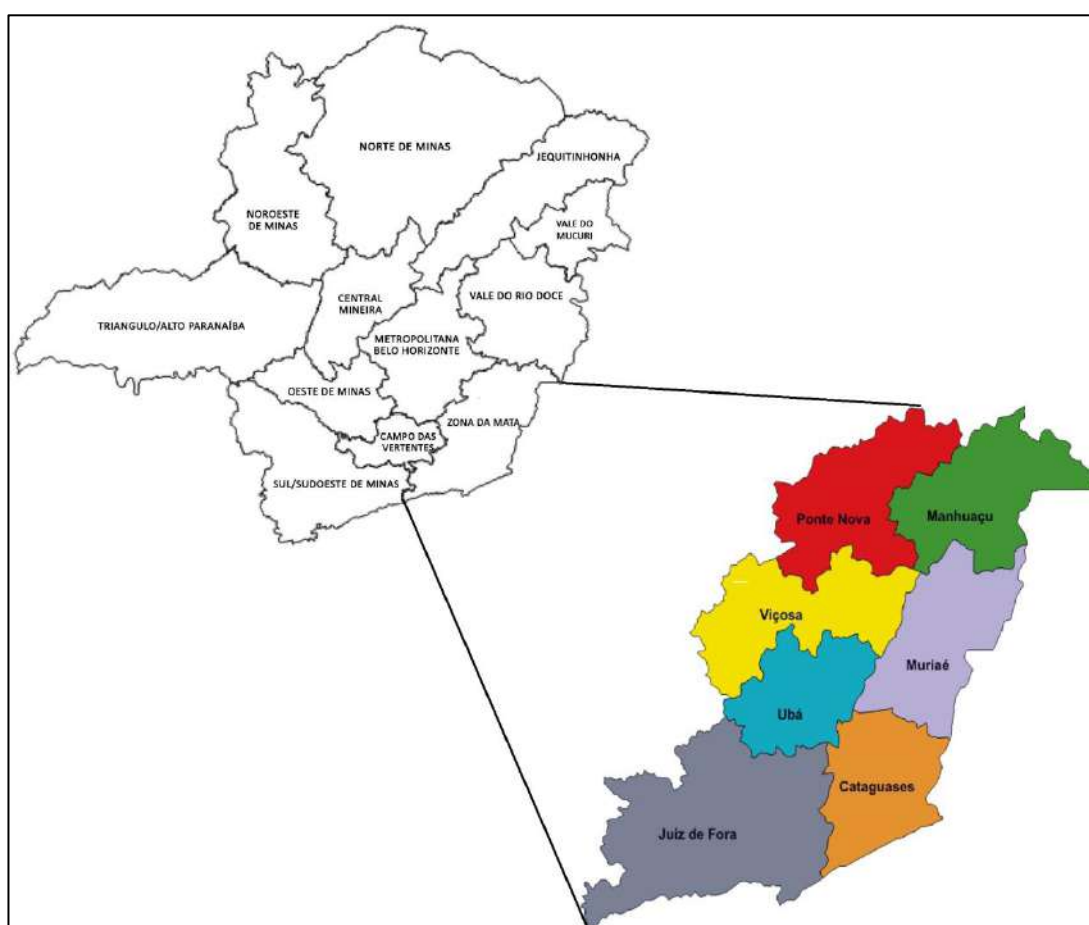 NORTE DE MINAS
JEQUITINHONHA
NOROESTE
DE MINAS
VALE DO
MUCURI
CENTRAL
MINEIRA
VALE DO RIO DOCE
TRIANGULO/ALTO PARANAÍBA
METROPOLITANA
BELO HORIZONTE
OESTE DE MINAS
ZONA DA MATA
CAMPO DAS
VERTENTES
SUL/SUDOESTE DE MINAS
Ponte Nova
Manhuaçu
Viçosa
Muriaé
Ubá
Cataguases
Juiz de Fora